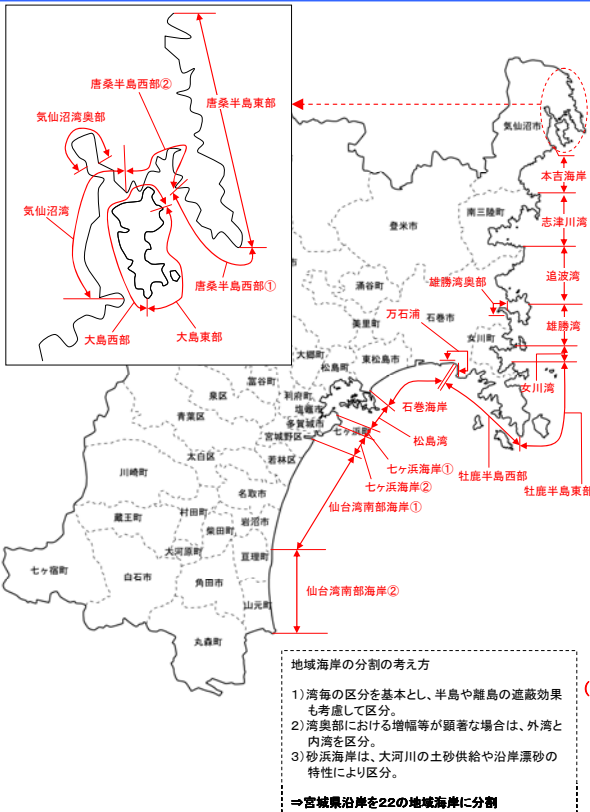 唐桑半島西部②
唐桑半島東部
気仙沼湾奥部
気仙沼湾
唐桑半島西部①
大島西部
大島東部
気仙沼市
本吉海岸
南三陸町
志津川湾
登米市
追波湾
涌谷町
雄勝湾奥部
万石浦
石巻市
雄勝湾
美里町
女川町
大郷町
東松島市
松島町
女川湾
富谷町
泉区
利府町
塩竈市
石巻海岸
青葉区
多賀城市
宮城野区
七ヶ浜町
松島湾
太白区
若林区
七ヶ浜海岸①
牡鹿半島西部
川崎町
七ヶ浜海岸②
牡鹿半島東部
名取市
蔵王町
村田町
仙台湾南部海岸①
岩沼市
柴田町
大河原町
亘理町
七ヶ宿町
白石市
角田市
仙台湾南部海岸②
山元町
丸森町
地域海岸の分割の考え方
1)湾毎の区分を基本とし、半島や離島の遮蔽効果
も考慮して区分。
2)湾奥部における増幅等が顕著な場合は、外湾と
内湾を区分。
3)砂浜海岸は、大河川の土砂供給や沿岸漂砂の
特性により区分。
⇒宮城県沿岸を22の地域海岸に分割